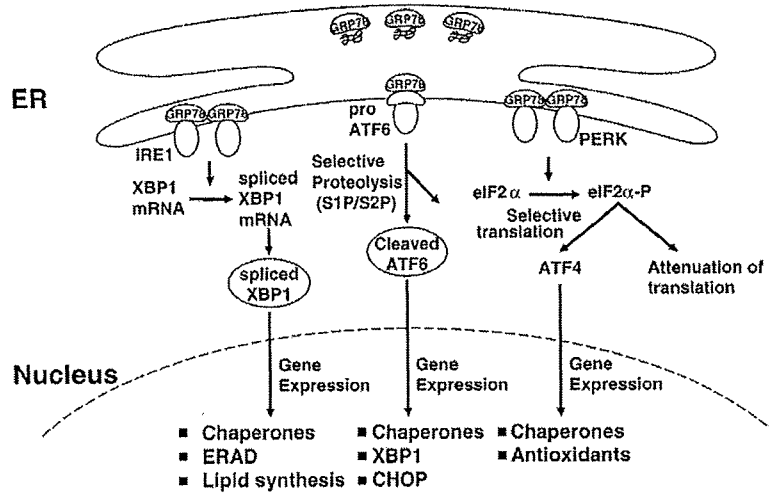 GRP78 GRP78 GRP78
ER
GRP78 GRP78
IRE1
GRP78
pro
ATF6
GRP78 GRP78
PERK
XBP1
mRNA
spliced
XBP1
mRNA
spliced
XBP1
Selective
Proteolysis
(S1P/S2P)
Cleaved
ATF6
eIF2α
eIF2α-P
Selective
translation
ATF4
Attenuation of
translation
Nucleus
Gene
Expression
Gene
Expression
Gene
Expression
▪ Chaperones
▪ ERAD
▪ Lipid synthesis
▪ Chaperones
▪ XBP1
▪ CHOP
▪ Chaperones
▪ Antioxidants